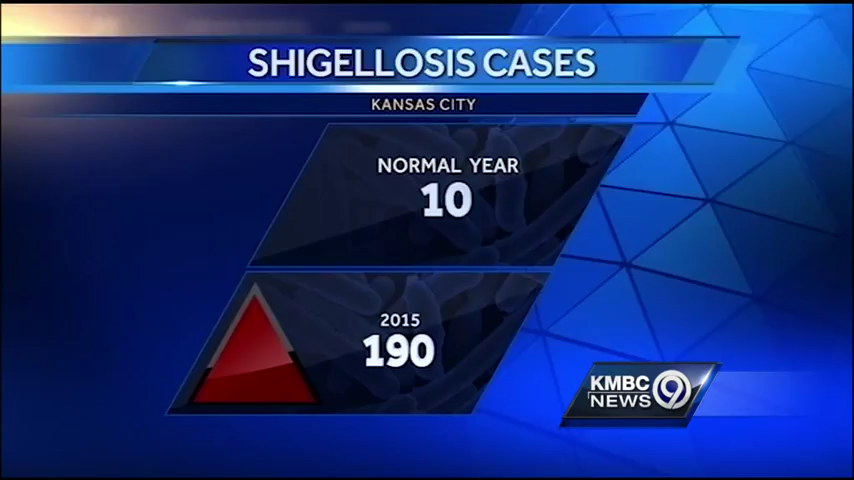 SHIGELLOSIS CASES
KANSAS CITY
NORMAL YEAR
10
2015
190
KMBC 9
NEWS